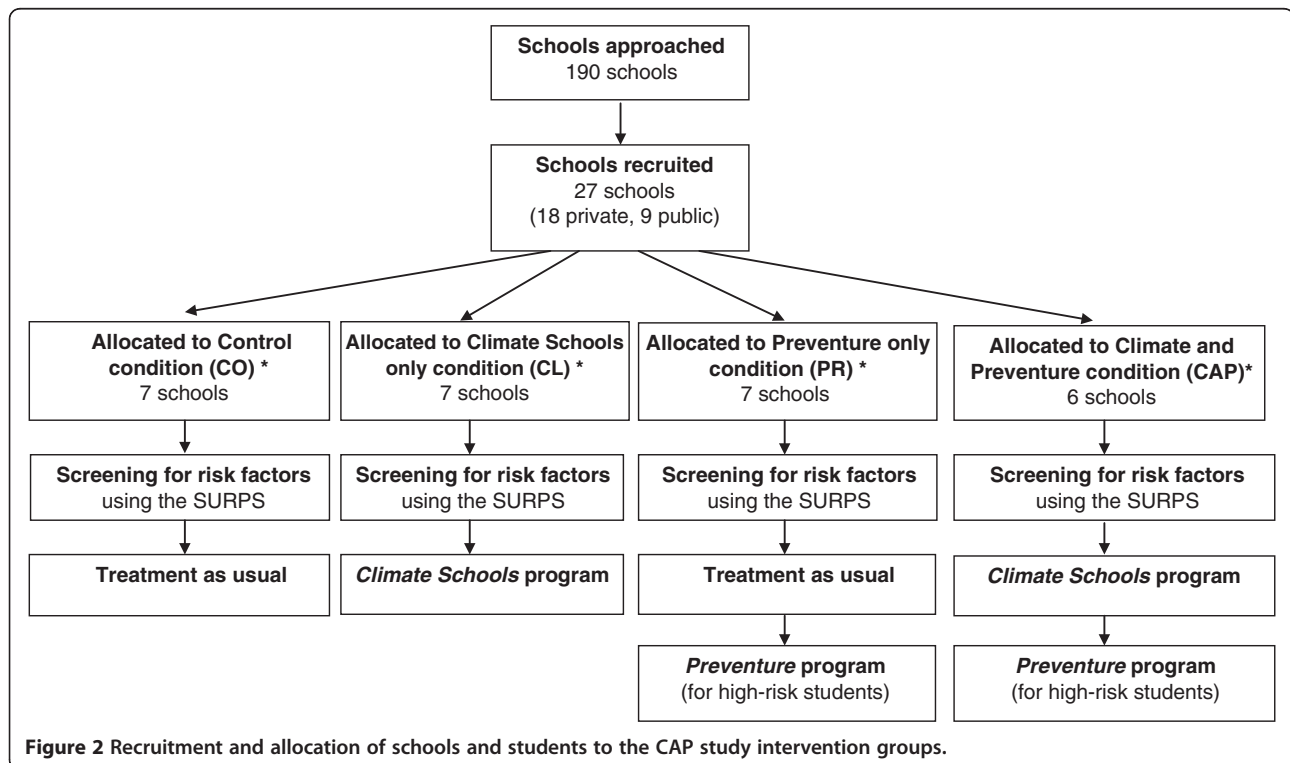 Schools approached
190 schools
Schools recruited
27 schools
(18 private, 9 public)
Allocated to Control
condition (CO) *
7 schools
Allocated to Climate Schools
only condition (CL) *
7 schools
Allocated to Preventure only
condition (PR) *
7 schools
Allocated to Climate and
Preventure condition (CAP)*
6 schools
Screening for risk factors
using the SURPS
Screening for risk factors
using the SURPS
Screening for risk factors
using the SURPS
Screening for risk factors
using the SURPS
Treatment as usual
Climate Schools program
Treatment as usual
Climate Schools program
Preventure program
(for high-risk students)
Preventure program
(for high-risk students)
Figure 2 Recruitment and allocation of schools and students to the CAP study intervention groups.